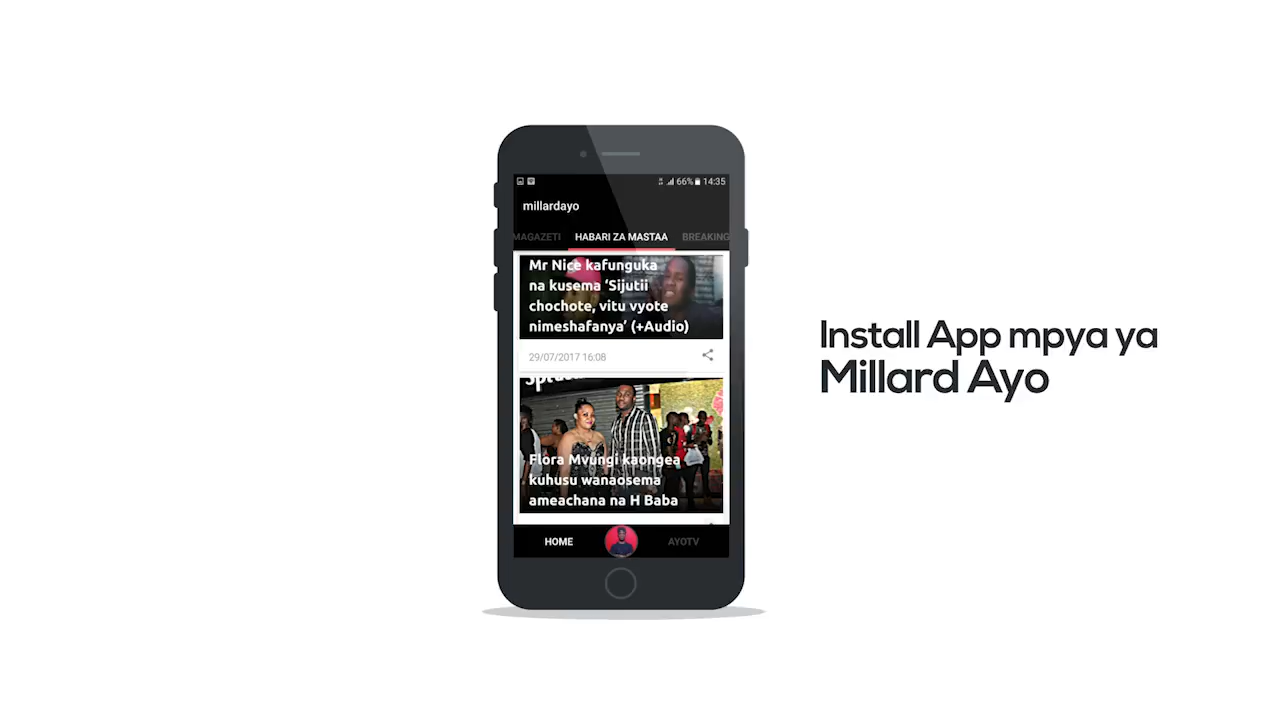 66% 14:35
millardayo
MAGAZETI HABARI ZA MASTAA BREAKING
Mr Nice kafunguka
na kusema ‘Sijutii
chochote, vitu vyote
nimeshafanya’ (+Audio)
29/07/2017 16:08
Flora Mvungi kaongea
kuhusu wanaosema
ameachana na H Baba
HOME AYOTV
Install App mpya ya
Millard Ayo